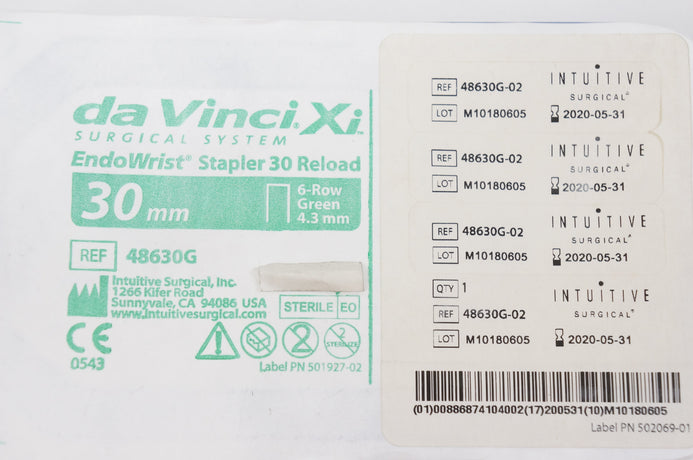 da Vinci Xi
SURGICAL SYSTEM
EndoWrist® Stapler 30 Reload
30 mm
6-Row
Green
4.3 mm
REF 48630G
Intuitive Surgical, Inc.
1266 Kifer Road
Sunnyvale, CA 94086 USA
www.intuitivesurgical.com
STERILE EO
CE
0543
2
STERILIZE
Label PN 501927-02
REF 48630G-02
LOT M10180605
INTUITIVE
SURGICAL®
2020-05-31
REF 48630G-02
LOT M10180605
INTUITIVE
SURGICAL®
2020-05-31
REF 48630G-02
LOT M10180605
INTUITIVE
SURGICAL®
2020-05-31
QTY 1
REF 48630G-02
LOT M10180605
INTUITIVE
SURGICAL®
2020-05-31
(01)00886874104002(17)200531(10)M10180605
Label PN 502069-01